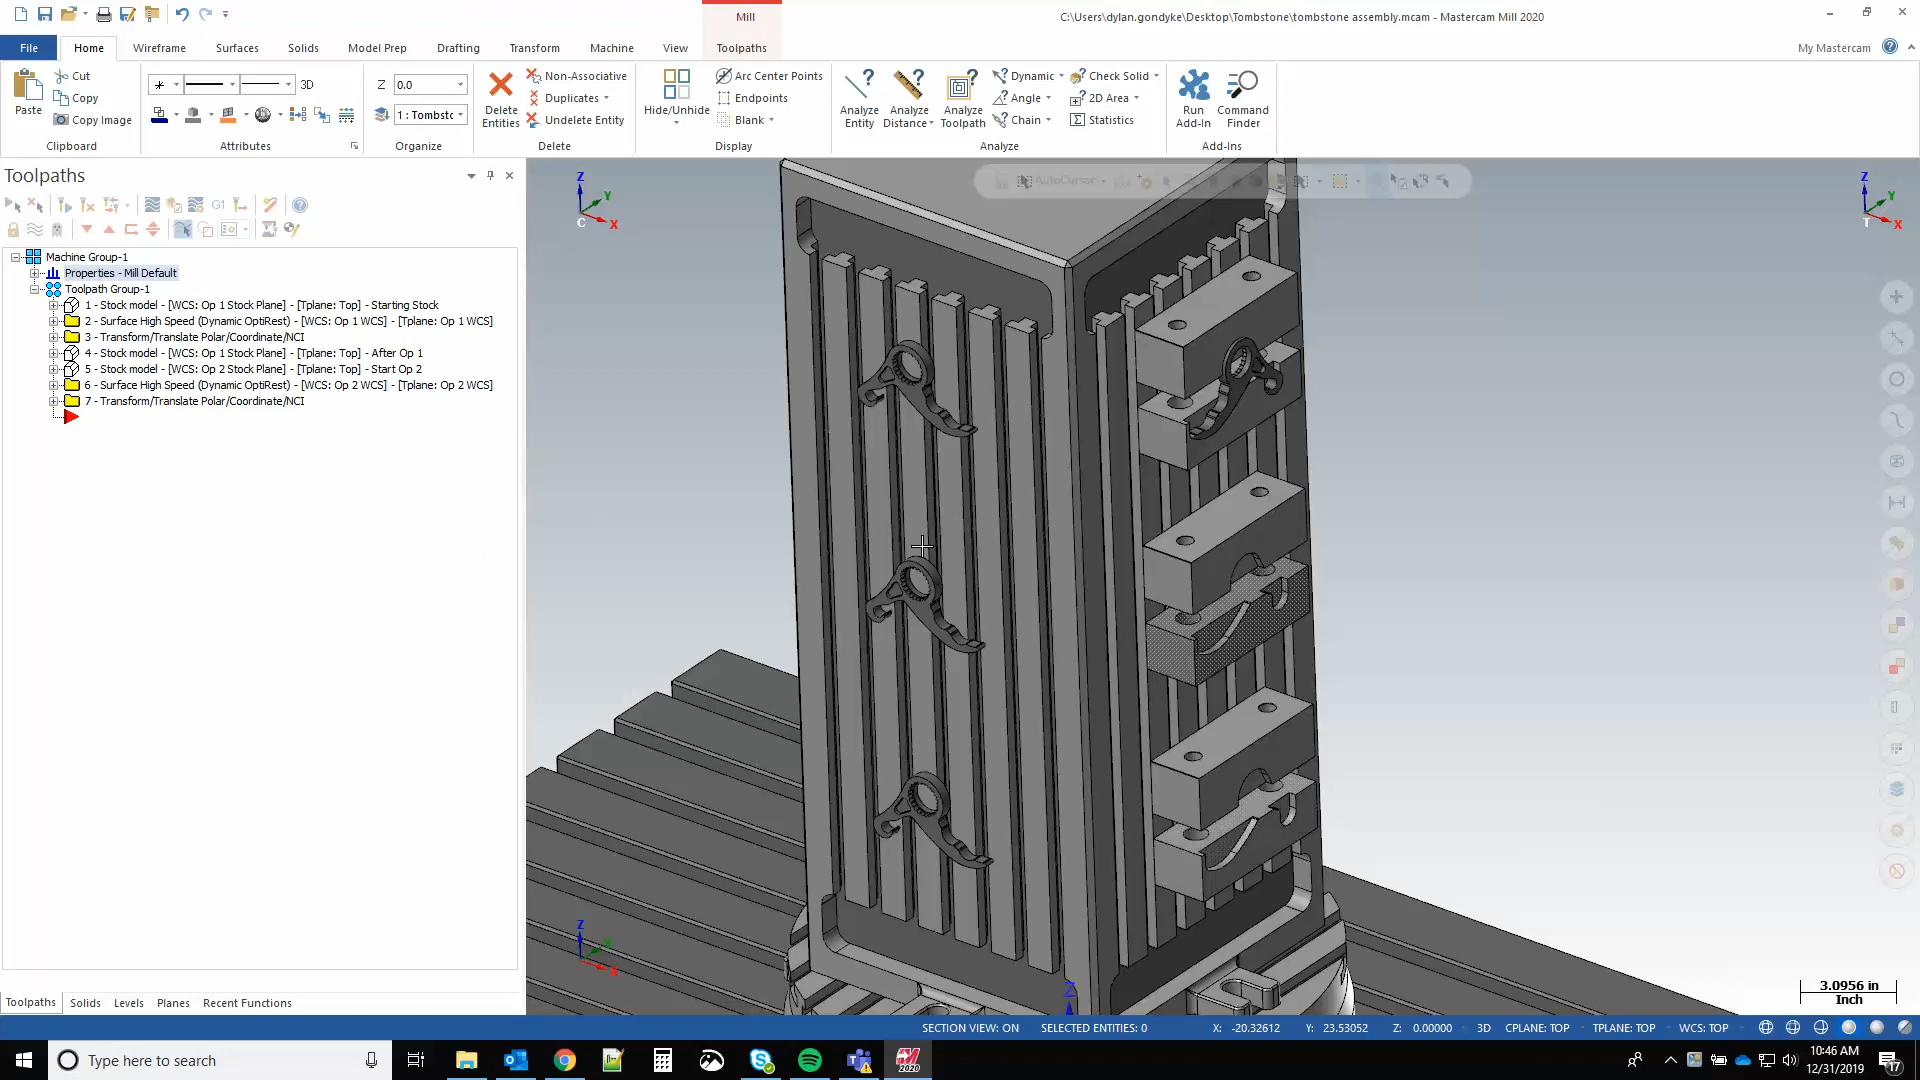 Mill
C:\Users\dylan.gondyke\Desktop\Tombstone\tombstone assembly.mcam - Mastercam Mill 2020
File
Home
Wireframe
Surfaces
Solids
Model Prep
Drafting
Transform
Machine
View
Toolpaths
My Mastercam
Paste
Cut
Copy
Copy Image
Clipboard
3D
Attributes
Z 0.0
1 : Tombstc
Organize
Delete Entities
Non-Associative
Duplicates
Undelete Entity
Delete
Hide/Unhide
Arc Center Points
Endpoints
Blank
Display
Analyze Entity
Analyze Distance
Analyze Toolpath
Dynamic
Angle
Chain
Check Solid
2D Area
Statistics
Analyze
Run Add-In
Command Finder
Add-Ins
Toolpaths
G1
AutoCursor
Machine Group-1
Properties - Mill Default
Toolpath Group-1
1 - Stock model - [WCS: Op 1 Stock Plane] - [Tplane: Top] - Starting Stock
2 - Surface High Speed (Dynamic OptiRest) - [WCS: Op 1 WCS] - [Tplane: Op 1 WCS]
3 - Transform/Translate Polar/Coordinate/NCI
4 - Stock model - [WCS: Op 1 Stock Plane] - [Tplane: Top] - After Op 1
5 - Stock model - [WCS: Op 2 Stock Plane] - [Tplane: Top] - Start Op 2
6 - Surface High Speed (Dynamic OptiRest) - [WCS: Op 2 WCS] - [Tplane: Op 2 WCS]
7 - Transform/Translate Polar/Coordinate/NCI
Z
Y
X
C
Z
Y
X
T
Z
X
Z
3.0956 in
Inch
Toolpaths
Solids
Levels
Planes
Recent Functions
SECTION VIEW: ON
SELECTED ENTITIES: 0
X: -20.32612
Y: 23.53052
Z: 0.00000
3D
CPLANE: TOP
TPLANE: TOP
WCS: TOP
Type here to search
2020
10:46 AM
12/31/2019
17